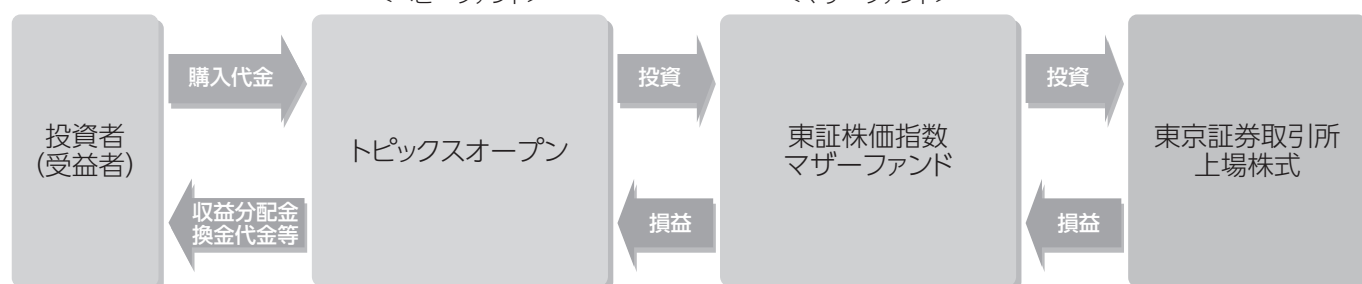 購入代金
投資
投資
投資者
(受益者)
トピックスオープン
東証株価指数
マザーファンド
東京証券取引所
上場株式
収益分配金
換金代金等
損益
損益